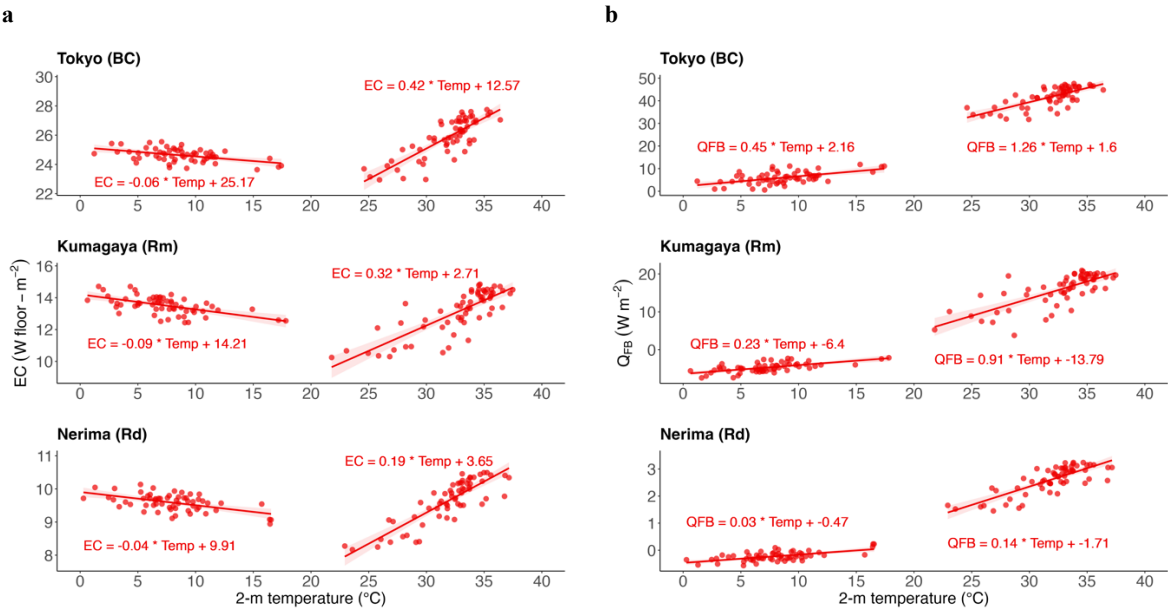 a
Tokyo (BC)
30
28
26
24
22
EC = 0.42 * Temp + 12.57
EC = -0.06 * Temp + 25.17
0 5 10 15 20 25 30 35 40
Kumagaya (Rm)
16
14
12
10
EC = 0.32 * Temp + 2.71
EC = -0.09 * Temp + 14.21
0 5 10 15 20 25 30 35 40
EC (W floor−m⁻²)
Nerima (Rd)
11
10
9
8
EC = 0.19 * Temp + 3.65
EC = -0.04 * Temp + 9.91
0 5 10 15 20 25 30 35 40
2-m temperature (°C)
b
Tokyo (BC)
50
40
30
20
10
0
QFB = 0.45 * Temp + 2.16
QFB = 1.26 * Temp + 1.6
0 5 10 15 20 25 30 35 40
Kumagaya (Rm)
20
10
0
QFB = 0.23 * Temp + -6.4
QFB = 0.91 * Temp + -13.79
0 5 10 15 20 25 30 35 40
Q_FB (W m⁻²)
Nerima (Rd)
3
2
1
0
QFB = 0.03 * Temp + -0.47
QFB = 0.14 * Temp + -1.71
0 5 10 15 20 25 30 35 40
2-m temperature (°C)